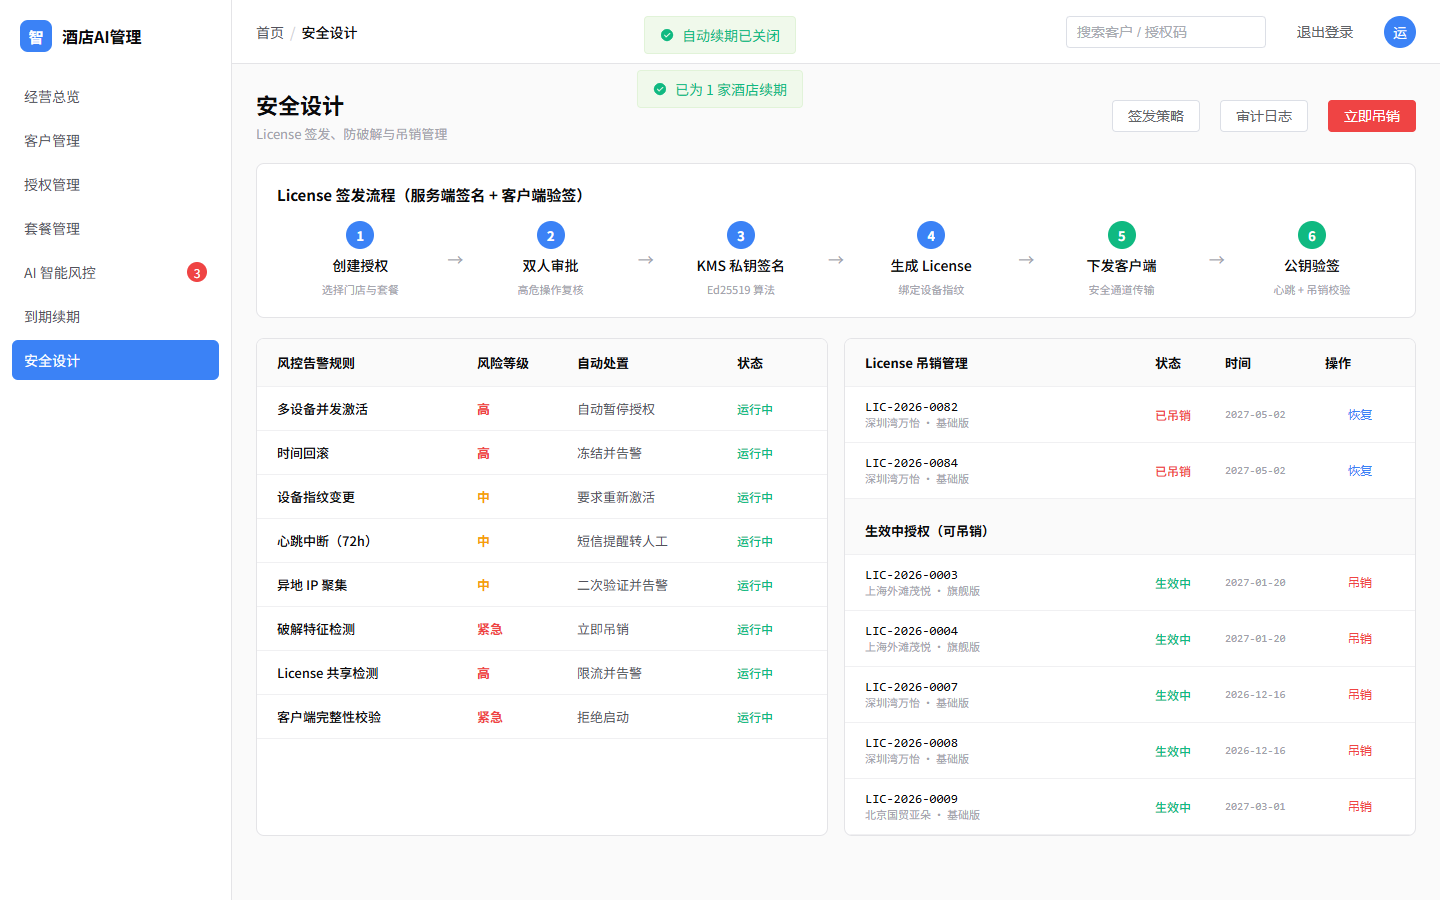 智 酒店AI管理
经营总览
客户管理
授权管理
套餐管理
AI 智能风控 3
到期续期
安全设计
首页 / 安全设计
自动续期已关闭
搜索客户 / 授权码
退出登录
运
已为 1 家酒店续期
安全设计
License 签发、防破解与吊销管理
签发策略
审计日志
立即吊销
License 签发流程（服务端签名 + 客户端验签）
1 → 2 → 3 → 4 → 5 → 6
创建授权 双人审批 KMS 私钥签名 生成 License 下发客户端 公钥验签
选择门店与套餐 高危操作复核 Ed25519 算法 绑定设备指纹 安全通道传输 心跳 + 吊销校验
风控告警规则 风险等级 自动处置 状态
多设备并发激活 高 自动暂停授权 运行中
时间回滚 高 冻结并告警 运行中
设备指纹变更 中 要求重新激活 运行中
心跳中断（72h） 中 短信提醒转人工 运行中
异地 IP 聚集 中 二次验证并告警 运行中
破解特征检测 紧急 立即吊销 运行中
License 共享检测 高 限流并告警 运行中
客户端完整性校验 紧急 拒绝启动 运行中
License 吊销管理 状态 时间 操作
LIC-2026-0082
深圳湾万怡 · 基础版 已吊销 2027-05-02 恢复
LIC-2026-0084
深圳湾万怡 · 基础版 已吊销 2027-05-02 恢复
生效中授权（可吊销）
LIC-2026-0003
上海外滩茂悦 · 旗舰版 生效中 2027-01-20 吊销
LIC-2026-0004
上海外滩茂悦 · 旗舰版 生效中 2027-01-20 吊销
LIC-2026-0007
深圳湾万怡 · 基础版 生效中 2026-12-16 吊销
LIC-2026-0008
深圳湾万怡 · 基础版 生效中 2026-12-16 吊销
LIC-2026-0009
北京国贸亚朵 · 基础版 生效中 2027-03-01 吊销